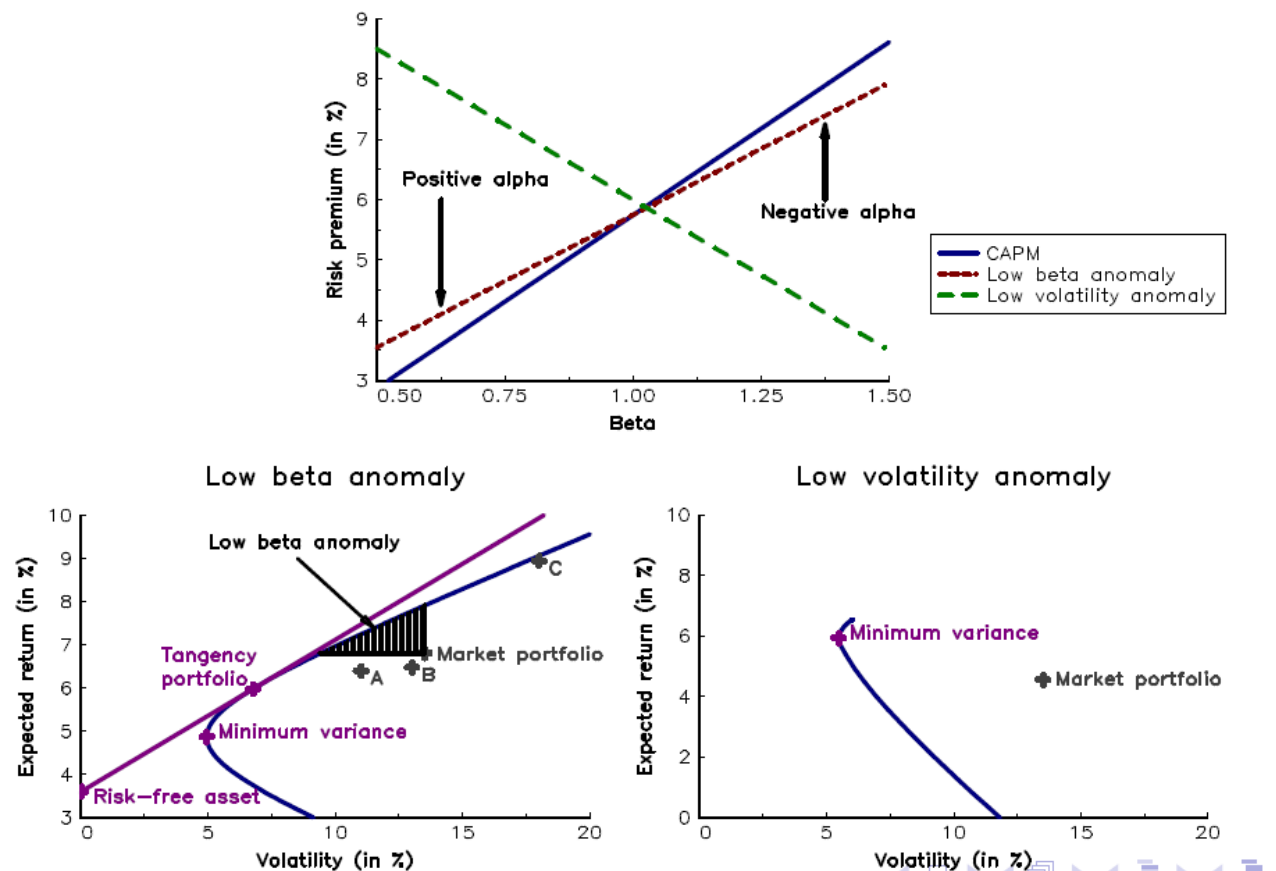 9
8
7
6
5
4
3
Risk premium (in %)
Positive alpha
Negative alpha
CAPM
Low beta anomaly
Low volatility anomaly
0.50 0.75 1.00 1.25 1.50
Beta
Low beta anomaly
10
9
8
7
6
5
4
3
Expected return (in %)
Low beta anomaly
C
Market portfolio
A
B
Tangency
portfolio
Minimum variance
Risk-free asset
0 5 10 15 20
Volatility (in %)
Low volatility anomaly
10
8
6
4
2
0
Expected return (in %)
Minimum variance
Market portfolio
0 5 10 15 20
Volatility (in %)